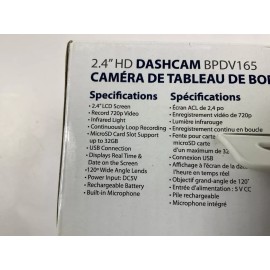 2.4" HD DASHCAM BPDV165
CAMÉRA DE TABLEAU DE BO
Specifications
• 2.4" LCD Screen
• Record 720p Video
• Infrared Light
• Continuously Loop Recording
• MicroSD Card Slot Support
up to 32GB
• USB Connection
• Displays Real Time &
Date on the Screen
• 120° Wide Angle Lends
• Power Input: DC5V
• Rechargeable Battery
• Built-in Microphone
Spécifications
• Écran ACL de 2,4 po
• Enregistrement vidéo de 720p
• Lumière infrarouge
• Enregistrement continu en boucle
• Fente pour carte
microSD carte
d'un maximum de
• Connexion USB
• Affichage à l'écran de la da
l'heure en temps réel
• Objectif grand-angle de 120°
• Entrée d'alimentation : 5 V CC
• Pile rechargeable
• Microphone intégré